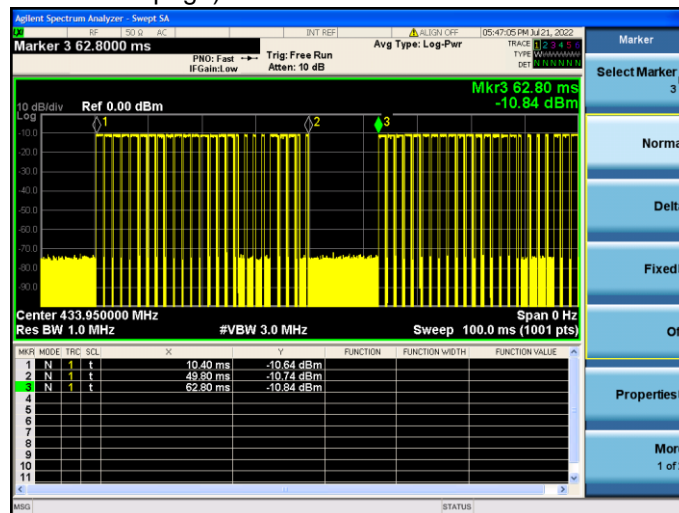 page)
Agilent Spectrum Analyzer - Swept SA
RF 50 Ω AC INT REF ALIGN OFF 05:47:05 PM Jul 21, 2022
Marker 3 62.8000 ms
PNO: Fast
IFGain:Low
Trig: Free Run
Atten: 10 dB
Avg Type: Log-Pwr
TRACE 1 2 3 4 5 6
TYPE WWWWWW
DET N N N N N N
Mkr3 62.80 ms
-10.84 dBm
10 dB/div Ref 0.00 dBm
Log
1
2
3
-10.0
-20.0
-30.0
-40.0
-50.0
-60.0
-70.0
-80.0
-90.0
Center 433.950000 MHz Span 0 Hz
Res BW 1.0 MHz #VBW 3.0 MHz Sweep 100.0 ms (1001 pts)
MKR MODE TRC SCL X Y FUNCTION FUNCTION WIDTH FUNCTION VALUE
1 N 1 t 10.40 ms -10.64 dBm
2 N 1 t 49.80 ms -10.74 dBm
3 N 1 t 62.80 ms -10.84 dBm
4
5
6
7
8
9
10
11
MSG STATUS
Marker
Select Marker
3
Norma
Delt
Fixed
Of
Properties
Mor
1 of